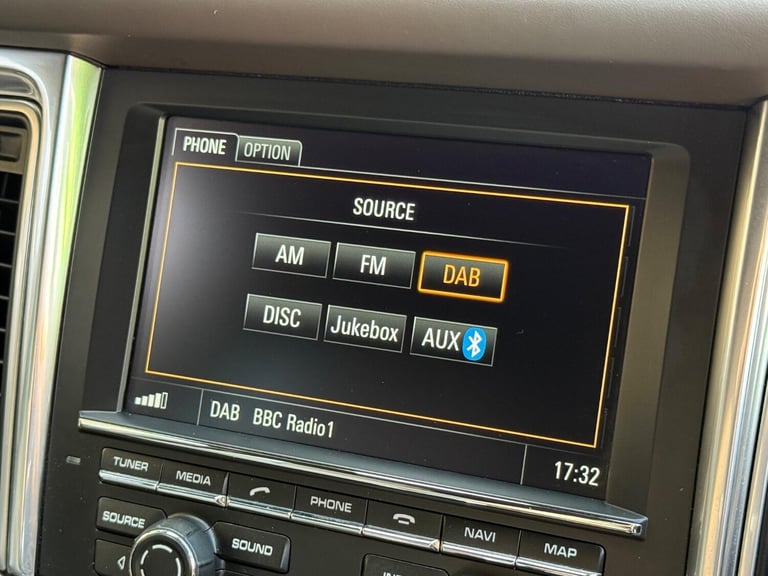 PHONE OPTION
SOURCE
AM FM DAB
DISC Jukebox AUX
DAB BBC Radio1
17:32
TUNER MEDIA PHONE NAVI MAP
SOURCE SOUND